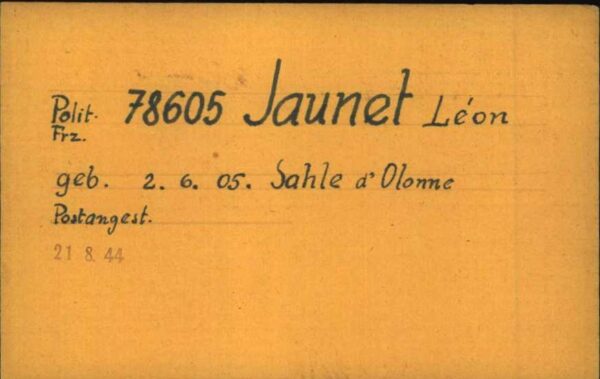 Polit. 78605 Jaunet Léon
Frz.
geb. 2. 6. 05. Sahle d'Olonne
Postangest.
21 8. 44